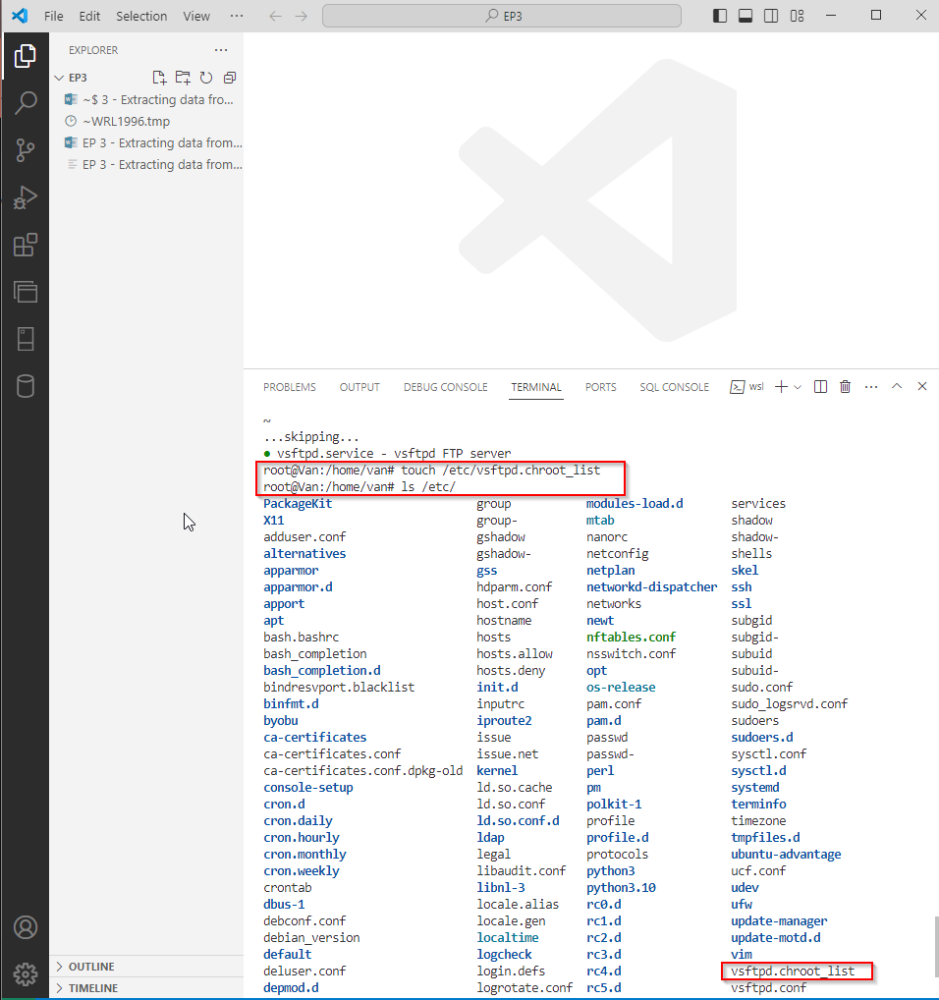 File Edit Selection View ··· EP3
EXPLORER ···
EP3
~$ 3 - Extracting data fro...
~WRL1996.tmp
EP 3 - Extracting data from...
EP 3 - Extracting data from...
PROBLEMS OUTPUT DEBUG CONSOLE TERMINAL PORTS SQL CONSOLE wsl ···
~
...skipping...
● vsftpd.service - vsftpd FTP server
root@Van:/home/van# touch /etc/vsftpd.chroot_list
root@Van:/home/van# ls /etc/
PackageKit group modules-load.d services
X11 group- mtab shadow
adduser.conf gshadow nanorc shadow-
alternatives gshadow- netconfig shells
apparmor gss netplan skel
apparmor.d hdparm.conf networkd-dispatcher ssh
apport host.conf networks ssl
apt hostname newt subgid
bash.bashrc hosts nftables.conf subgid-
bash_completion hosts.allow nsswitch.conf subuid
bash_completion.d hosts.deny opt subuid-
bindresvport.blacklist init.d os-release sudo.conf
binfmt.d inputrc pam.conf sudo_logsrvd.conf
byobu iproute2 pam.d sudoers
ca-certificates issue passwd sudoers.d
ca-certificates.conf issue.net passwd- sysctl.conf
ca-certificates.conf.dpkg-old kernel perl sysctl.d
console-setup ld.so.cache pm systemd
cron.d ld.so.conf polkit-1 terminfo
cron.daily ld.so.conf.d profile timezone
cron.hourly ldap profile.d tmpfiles.d
cron.monthly legal protocols ubuntu-advantage
cron.weekly libaudit.conf python3 ucf.conf
crontab libnl-3 python3.10 udev
dbus-1 locale.alias rc0.d ufw
debconf.conf locale.gen rc1.d update-manager
debian_version localtime rc2.d update-motd.d
default logcheck rc3.d vim
deluser.conf login.defs rc4.d vsftpd.chroot_list
depmod.d logrotate.conf rc5.d vsftpd.conf
OUTLINE
TIMELINE